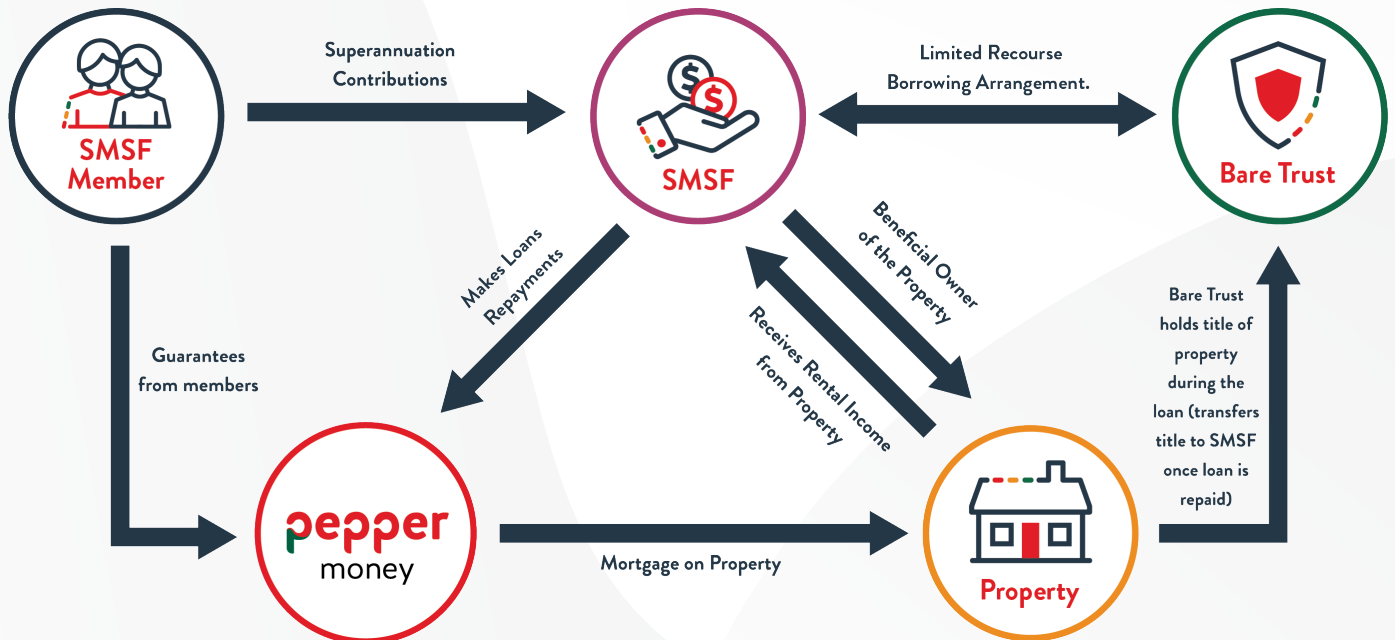 SMSF
Member
Superannuation
Contributions
SMSF
Limited Recourse
Borrowing Arrangement.
Bare Trust
Makes Loans
Repayments
Beneficial Owner
of the Property
Receives Rental Income
from Property
Guarantees
from members
Bare Trust
holds title of
property
during the
loan (transfers
title to SMSF
once loan is
repaid)
pepper
money
Mortgage on Property
Property